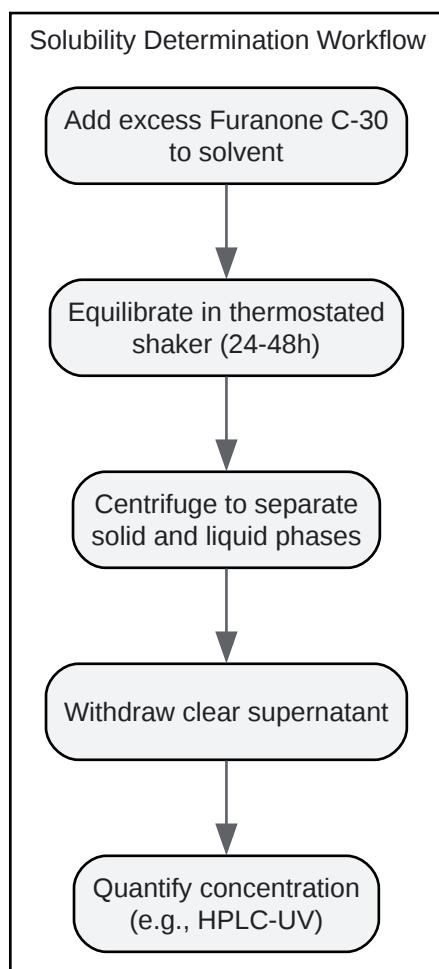 Solubility Determination Workflow
Add excess Furanone C-30
to solvent
Equilibrate in thermostated
shaker (24-48h)
Centrifuge to separate
solid and liquid phases
Withdraw clear supernatant
Quantify concentration
(e.g., HPLC-UV)